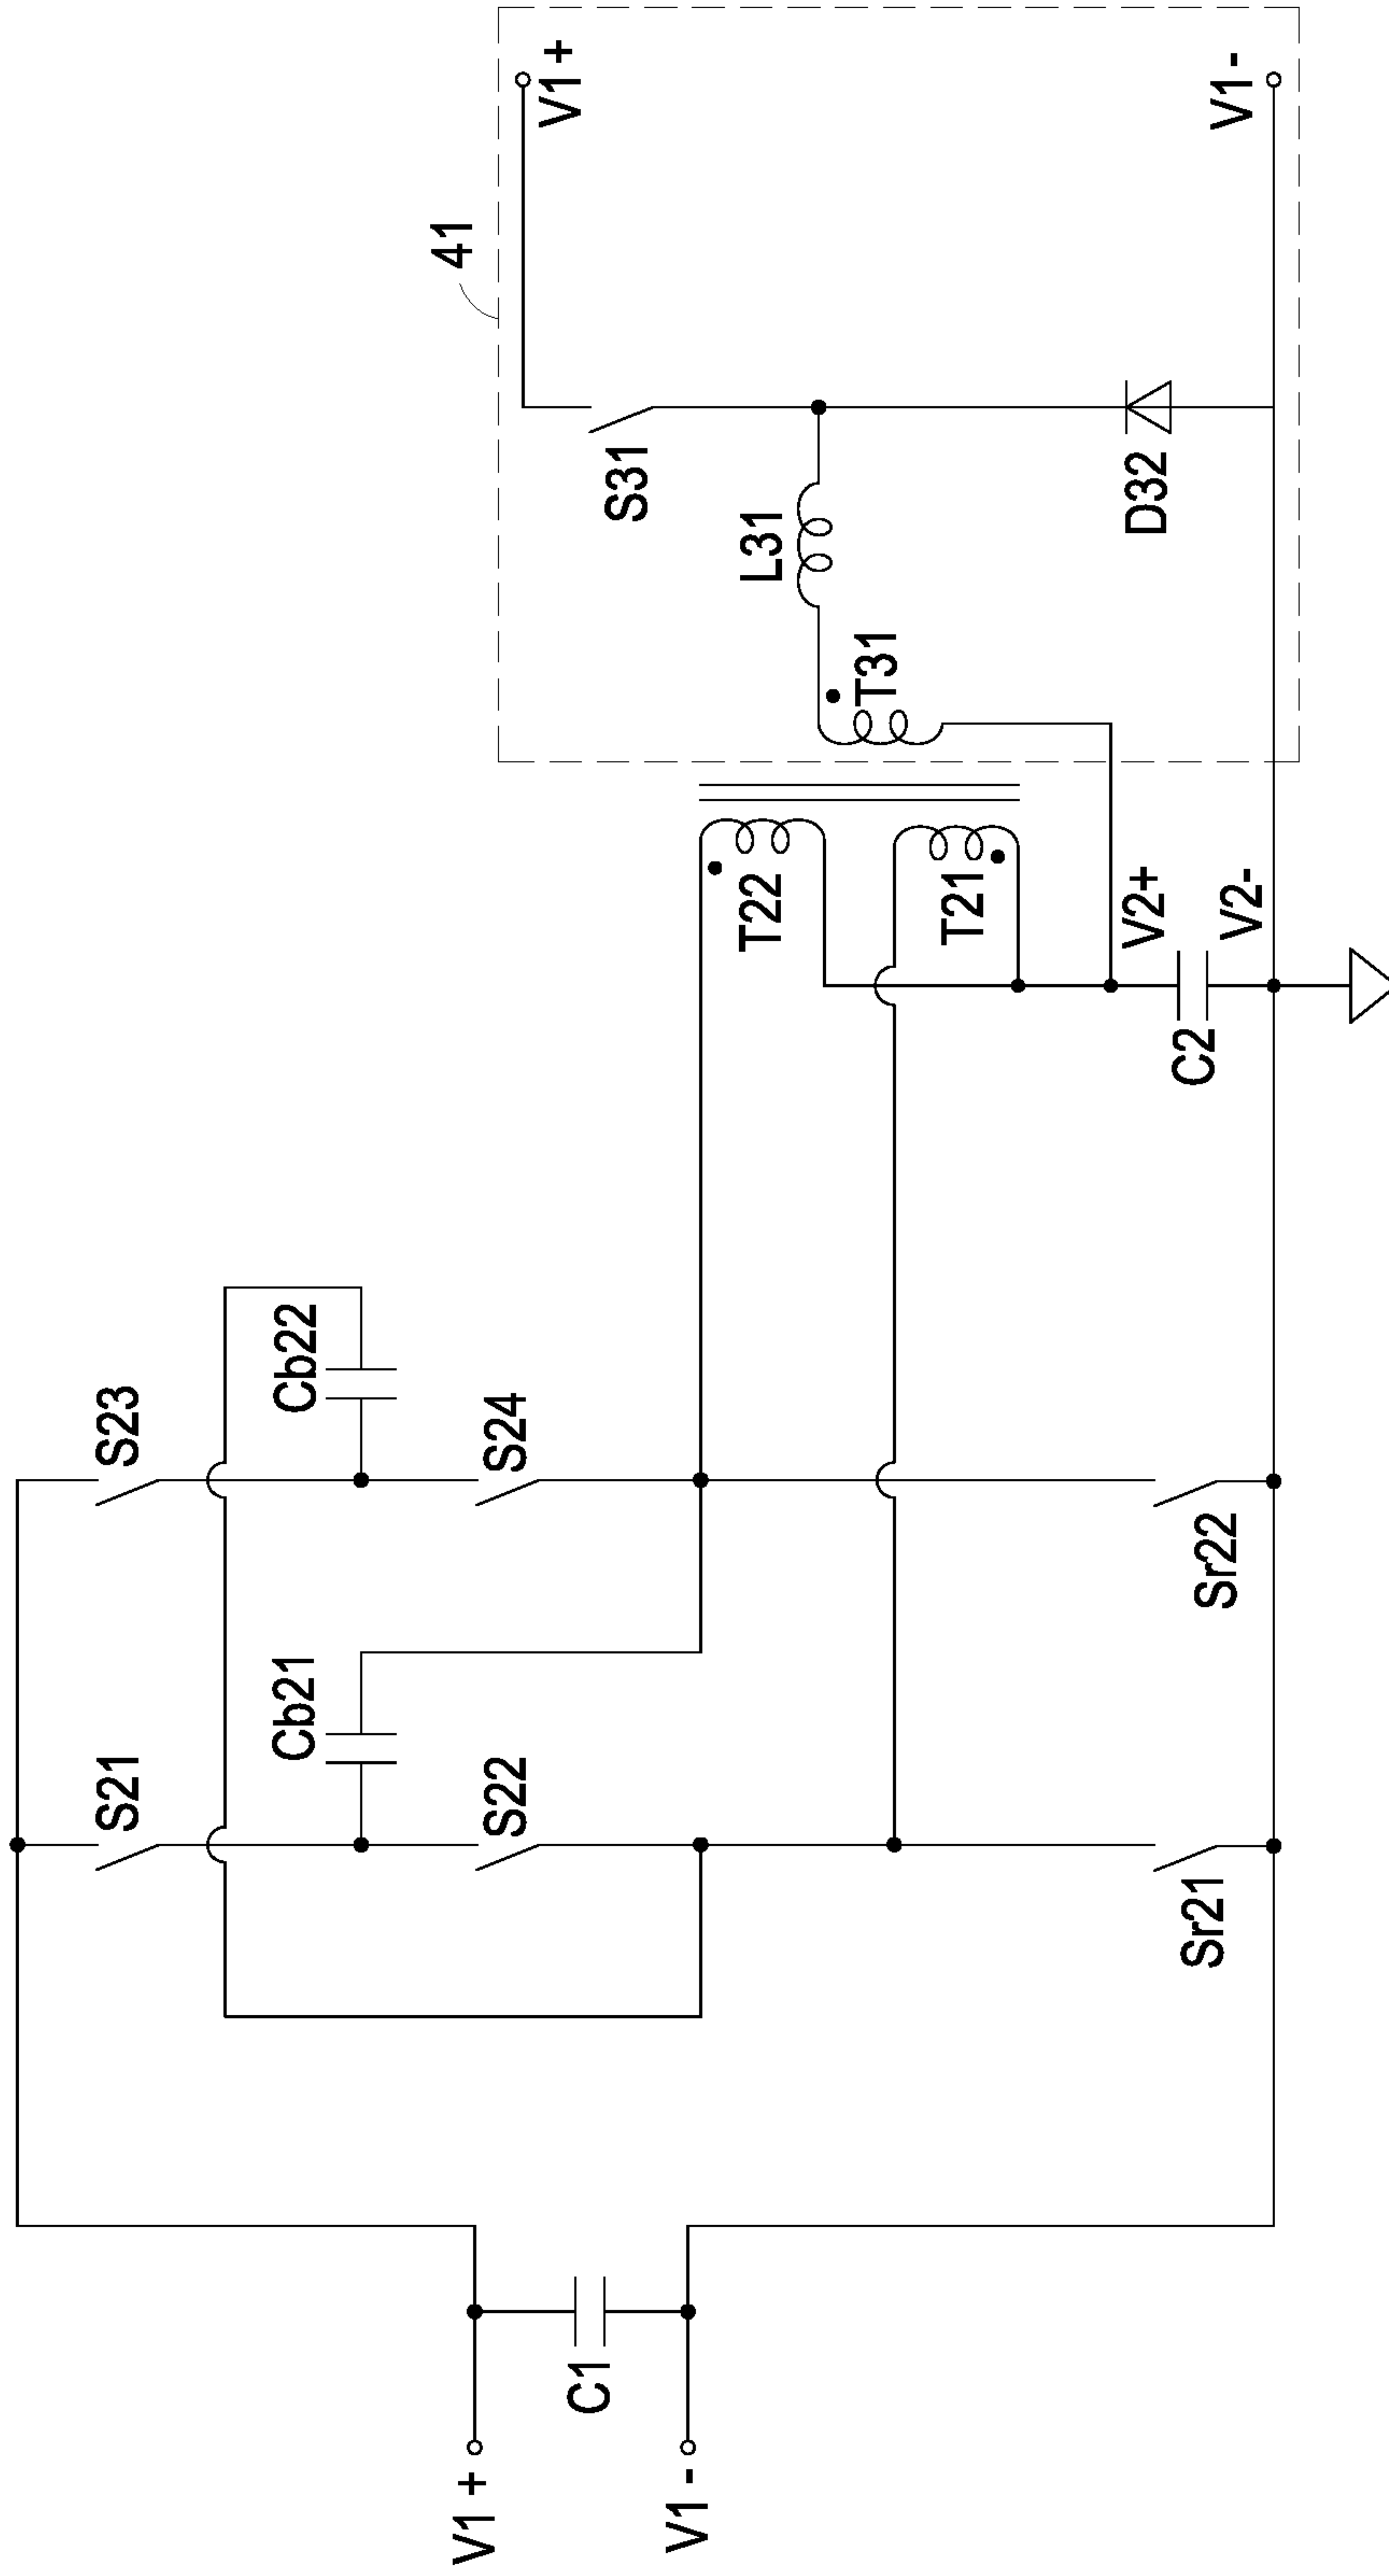 41
V1+
V1-
S31
L31
T31
D32
T22
T21
V2+
V2-
C2
S23
Cb22
S24
Sr22
S21
Cb21
S22
Sr21
C1
V1 +
V1 -